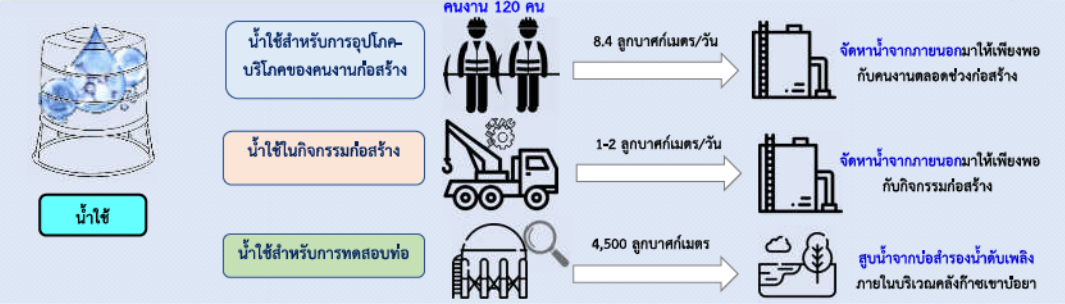 คนงาน 120 คน
น้ำใช้สำหรับการอุปโภค-
บริโภคของคนงานก่อสร้าง
8.4 ลูกบาศก์เมตร/วัน
จัดหาน้ำจากภายนอกมาให้เพียงพอ
กับคนงานตลอดช่วงก่อสร้าง
น้ำใช้ในกิจกรรมก่อสร้าง
1-2 ลูกบาศก์เมตร/วัน
จัดหาน้ำจากภายนอกมาให้เพียงพอ
กับกิจกรรมก่อสร้าง
น้ำใช้
น้ำใช้สำหรับการทดสอบท่อ
4,500 ลูกบาศก์เมตร
สูบน้ำจากบ่อสำรองน้ำดับเพลิง
ภายในบริเวณคลังก๊าซเขาบ่อยา